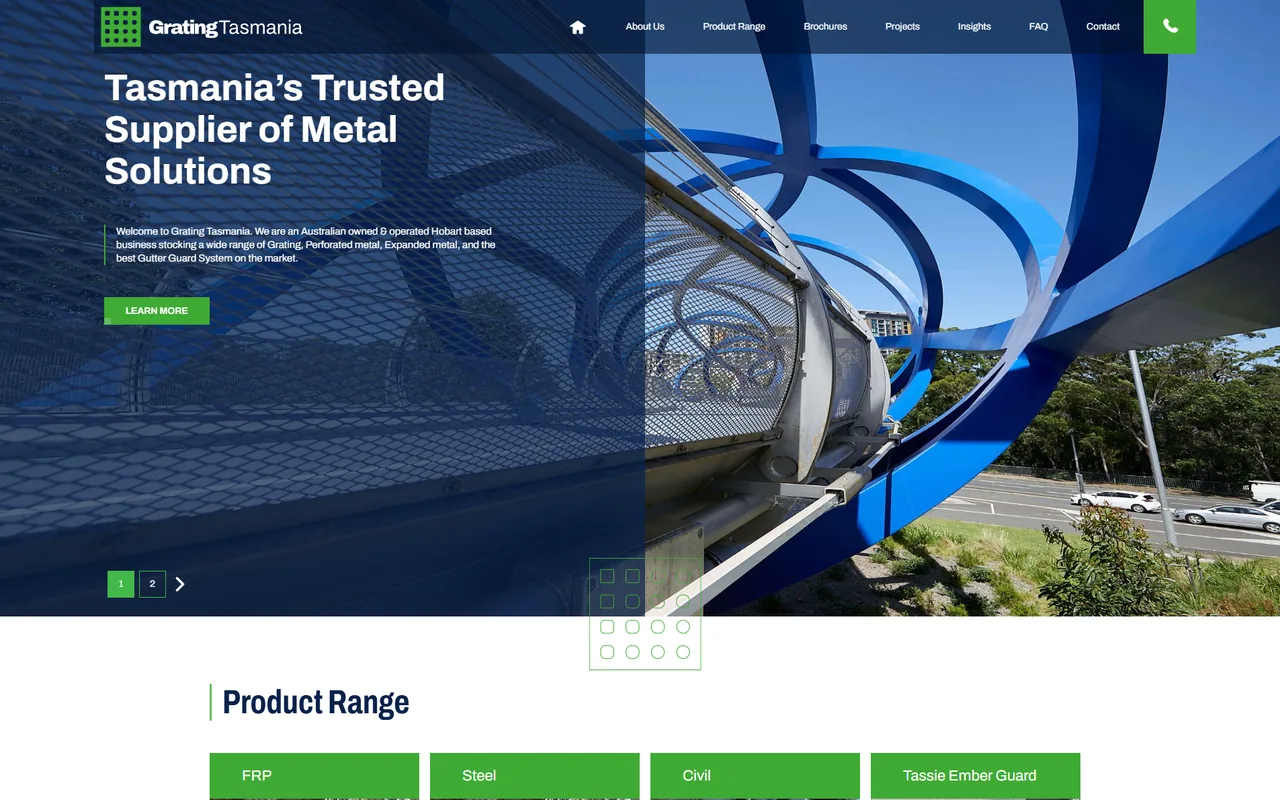 GratingTasmania
About Us
Product Range
Brochures
Projects
Insights
FAQ
Contact
Tasmania’s Trusted
Supplier of Metal
Solutions
Welcome to Grating Tasmania. We are an Australian owned & operated Hobart based
business stocking a wide range of Grating, Perforated metal, Expanded metal, and the
best Gutter Guard System on the market.
LEARN MORE
1
2
Product Range
FRP
Steel
Civil
Tassie Ember Guard